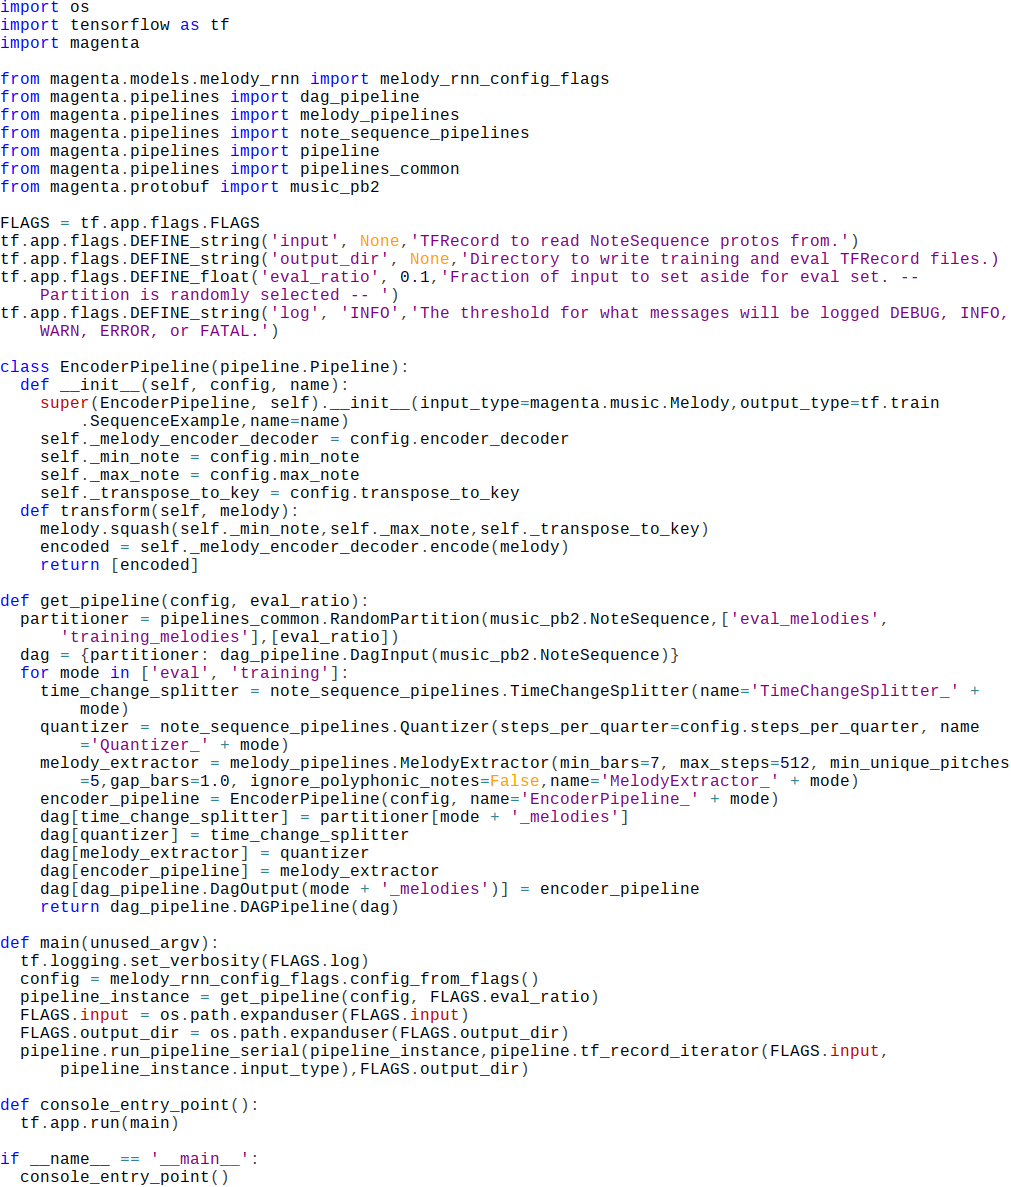 import os
import tensorflow as tf
import magenta

from magenta.models.melody_rnn import melody_rnn_config_flags
from magenta.pipelines import dag_pipeline
from magenta.pipelines import melody_pipelines
from magenta.pipelines import note_sequence_pipelines
from magenta.pipelines import pipeline
from magenta.pipelines import pipelines_common
from magenta.protobuf import music_pb2

FLAGS = tf.app.flags.FLAGS
tf.app.flags.DEFINE_string('input', None,'TFRecord to read NoteSequence protos from.')
tf.app.flags.DEFINE_string('output_dir', None,'Directory to write training and eval TFRecord files.)
tf.app.flags.DEFINE_float('eval_ratio', 0.1,'Fraction of input to set aside for eval set. --
    Partition is randomly selected -- ')
tf.app.flags.DEFINE_string('log', 'INFO','The threshold for what messages will be logged DEBUG, INFO,
    WARN, ERROR, or FATAL.')

class EncoderPipeline(pipeline.Pipeline):
  def __init__(self, config, name):
    super(EncoderPipeline, self).__init__(input_type=magenta.music.Melody,output_type=tf.train
        .SequenceExample,name=name)
    self._melody_encoder_decoder = config.encoder_decoder
    self._min_note = config.min_note
    self._max_note = config.max_note
    self._transpose_to_key = config.transpose_to_key
  def transform(self, melody):
    melody.squash(self._min_note,self._max_note,self._transpose_to_key)
    encoded = self._melody_encoder_decoder.encode(melody)
    return [encoded]

def get_pipeline(config, eval_ratio):
  partitioner = pipelines_common.RandomPartition(music_pb2.NoteSequence,['eval_melodies',
      'training_melodies'],[eval_ratio])
  dag = {partitioner: dag_pipeline.DagInput(music_pb2.NoteSequence)}
  for mode in ['eval', 'training']:
    time_change_splitter = note_sequence_pipelines.TimeChangeSplitter(name='TimeChangeSplitter_' +
        mode)
    quantizer = note_sequence_pipelines.Quantizer(steps_per_quarter=config.steps_per_quarter, name
        ='Quantizer_' + mode)
    melody_extractor = melody_pipelines.MelodyExtractor(min_bars=7, max_steps=512, min_unique_pitches
        =5,gap_bars=1.0, ignore_polyphonic_notes=False,name='MelodyExtractor_' + mode)
    encoder_pipeline = EncoderPipeline(config, name='EncoderPipeline_' + mode)
    dag[time_change_splitter] = partitioner[mode + '_melodies']
    dag[quantizer] = time_change_splitter
    dag[melody_extractor] = quantizer
    dag[encoder_pipeline] = melody_extractor
    dag[dag_pipeline.DagOutput(mode + '_melodies')] = encoder_pipeline
    return dag_pipeline.DAGPipeline(dag)

def main(unused_argv):
  tf.logging.set_verbosity(FLAGS.log)
  config = melody_rnn_config_flags.config_from_flags()
  pipeline_instance = get_pipeline(config, FLAGS.eval_ratio)
  FLAGS.input = os.path.expanduser(FLAGS.input)
  FLAGS.output_dir = os.path.expanduser(FLAGS.output_dir)
  pipeline.run_pipeline_serial(pipeline_instance,pipeline.tf_record_iterator(FLAGS.input,
      pipeline_instance.input_type),FLAGS.output_dir)

def console_entry_point():
  tf.app.run(main)

if __name__ == '__main__':
  console_entry_point()